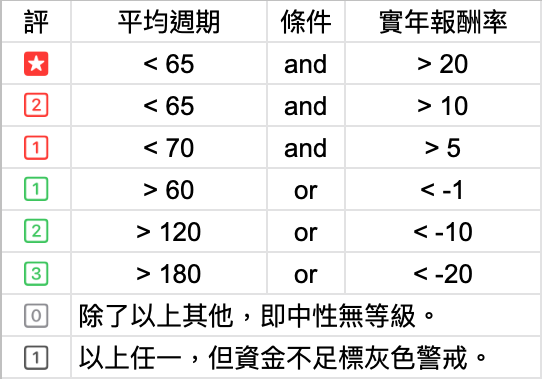 評 平均週期 條件 實年報酬率
< 65 and > 20
2 < 65 and > 10
1 < 70 and > 5
1 > 60 or < -1
2 > 120 or < -10
3 > 180 or < -20
0 除了以上其他，即中性無等級。
1 以上任一，但資金不足標灰色警戒。